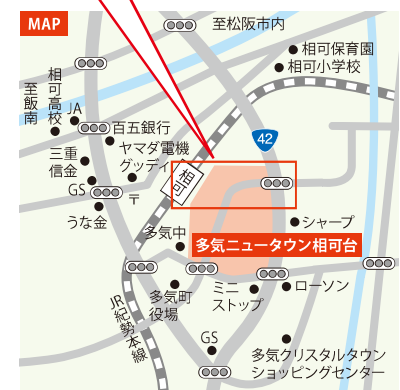 MAP
至松阪市内
相可保育園
相可小学校
相可高校
至飯南
JA
百五銀行
42
ヤマダ電機
グッディ
三重
信金
相可
GS
〒
うな金
シャープ
多気中
多気ニュータウン相可台
多気町
役場
ミニ
ストップ
ローソン
JR紀勢本線
GS
多気クリスタルタウン
ショッピングセンター